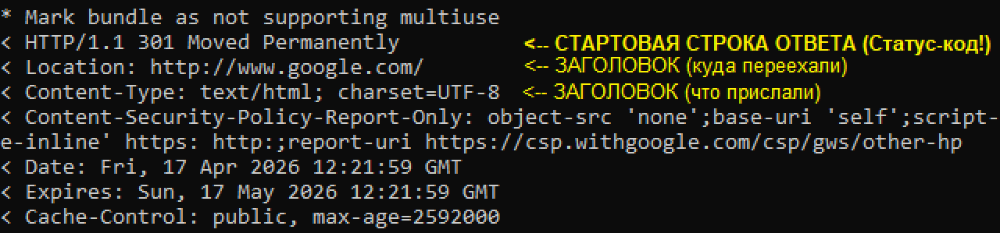 * Mark bundle as not supporting multiuse
< HTTP/1.1 301 Moved Permanently <-- СТАРТОВАЯ СТРОКА ОТВЕТА (Статус-код!)
< Location: http://www.google.com/ <-- ЗАГОЛОВОК (куда переехали)
< Content-Type: text/html; charset=UTF-8 <-- ЗАГОЛОВОК (что прислали)
< Content-Security-Policy-Report-Only: object-src 'none';base-uri 'self';script-
e-inline' https: http:;report-uri https://csp.withgoogle.com/csp/gws/other-hp
< Date: Fri, 17 Apr 2026 12:21:59 GMT
< Expires: Sun, 17 May 2026 12:21:59 GMT
< Cache-Control: public, max-age=2592000